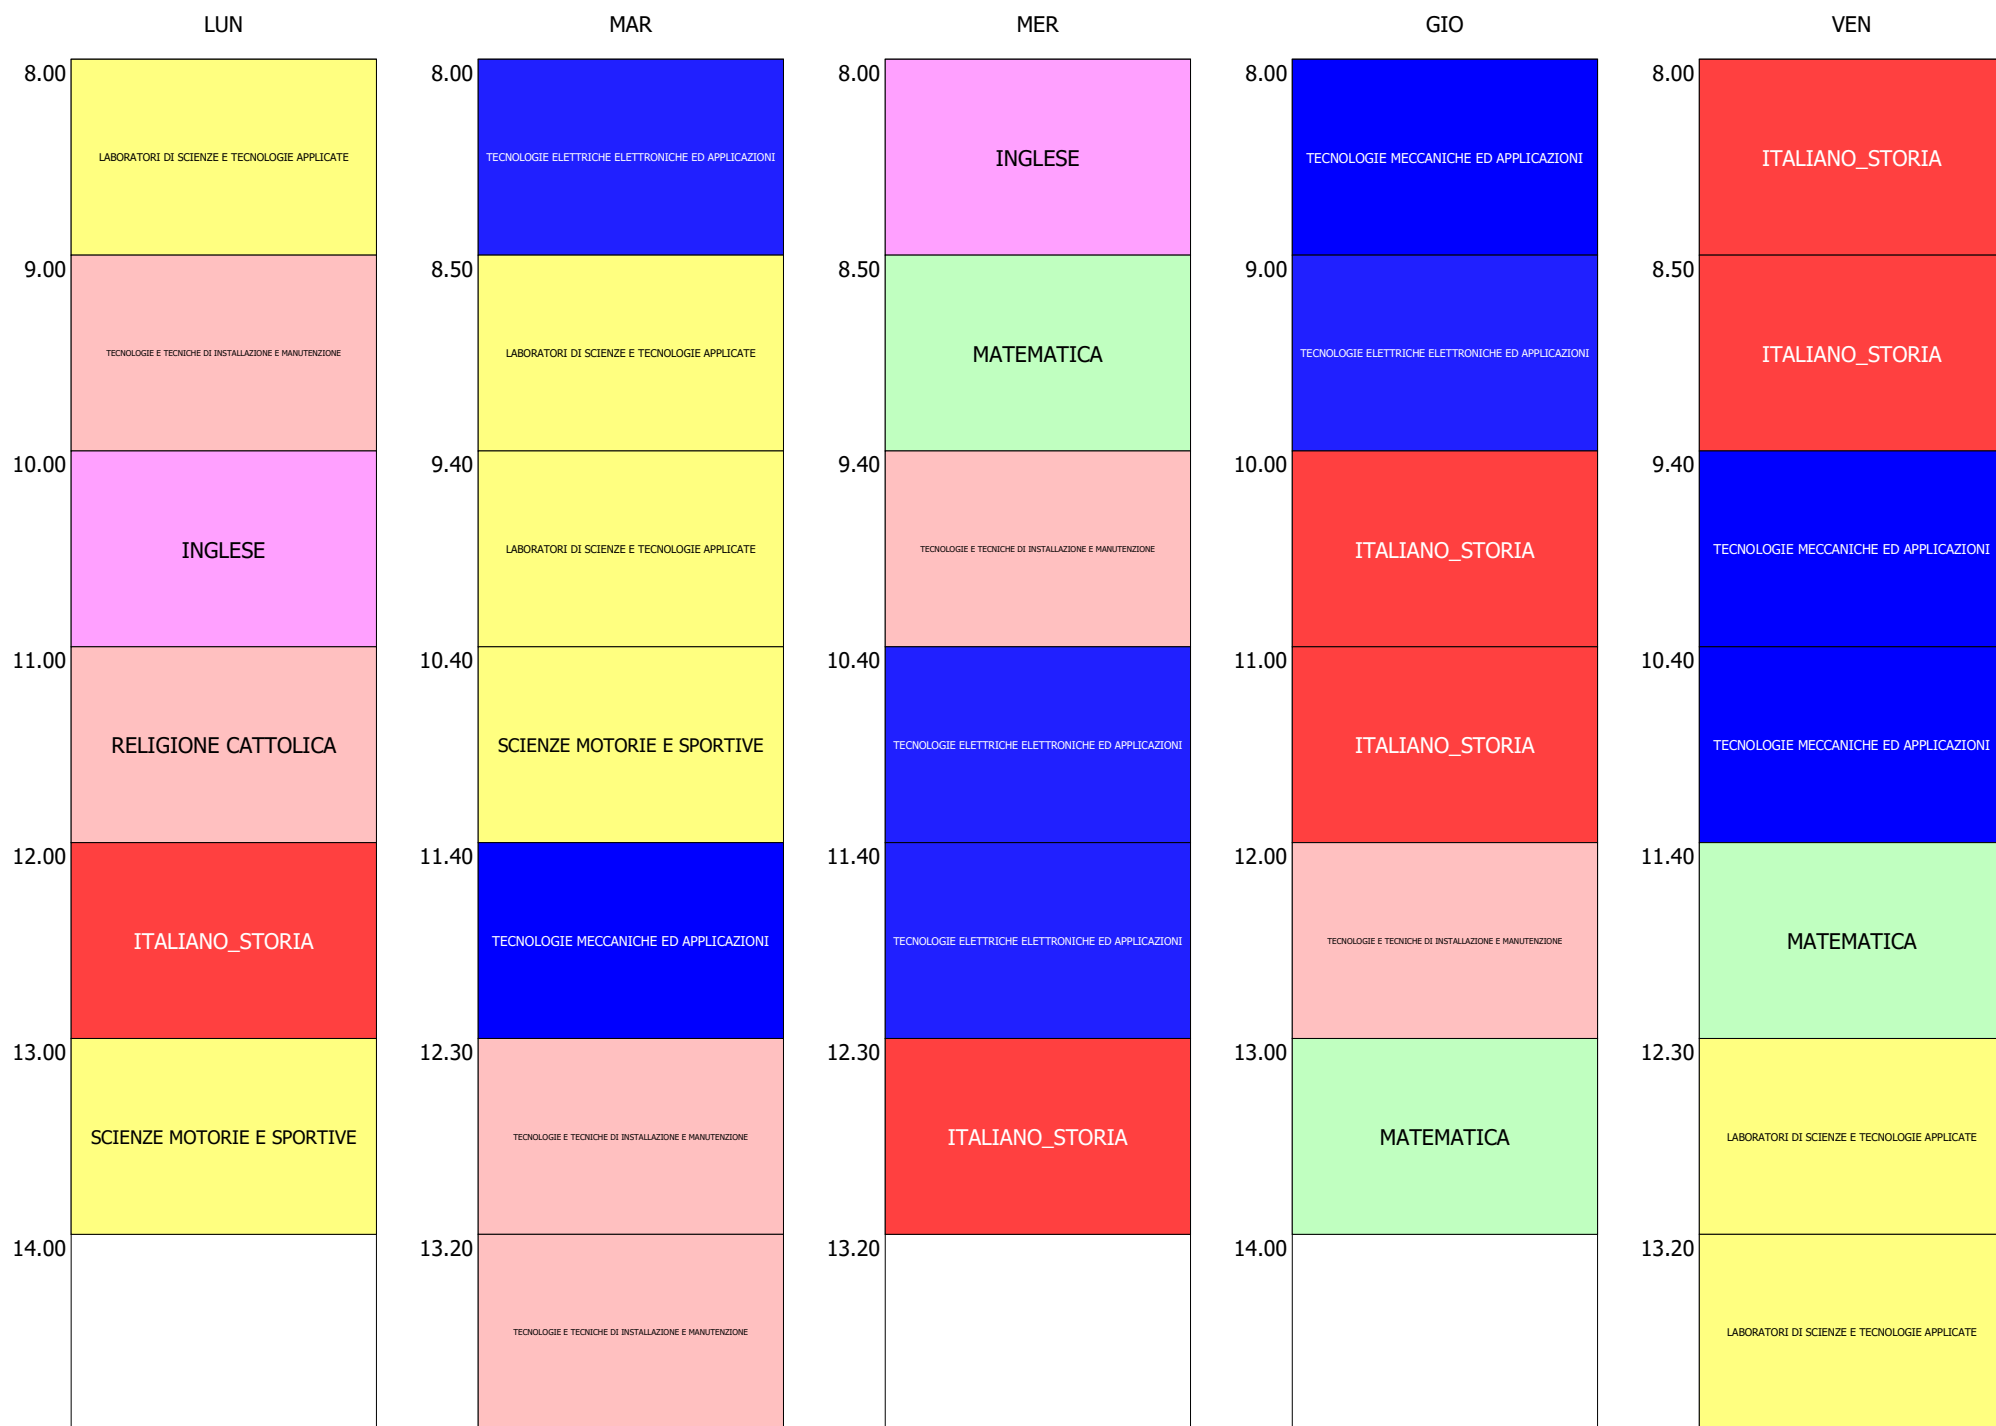 LUN MAR MER GIO VEN
8.00 LABORATORI DI SCIENZE E TECNOLOGIE APPLICATE 8.00 TECNOLOGIE ELETTRICHE ELETTRONICHE ED APPLICAZIONI 8.00 INGLESE 8.00 TECNOLOGIE MECCANICHE ED APPLICAZIONI 8.00 ITALIANO_STORIA
9.00 TECNOLOGIE E TECNICHE DI INSTALLAZIONE E MANUTENZIONE 8.50 LABORATORI DI SCIENZE E TECNOLOGIE APPLICATE 8.50 MATEMATICA 9.00 TECNOLOGIE ELETTRICHE ELETTRONICHE ED APPLICAZIONI 8.50 ITALIANO_STORIA
10.00 INGLESE 9.40 LABORATORI DI SCIENZE E TECNOLOGIE APPLICATE 9.40 TECNOLOGIE E TECNICHE DI INSTALLAZIONE E MANUTENZIONE 10.00 ITALIANO_STORIA 9.40 TECNOLOGIE MECCANICHE ED APPLICAZIONI
11.00 RELIGIONE CATTOLICA 10.40 SCIENZE MOTORIE E SPORTIVE 10.40 TECNOLOGIE ELETTRICHE ELETTRONICHE ED APPLICAZIONI 11.00 ITALIANO_STORIA 10.40 TECNOLOGIE MECCANICHE ED APPLICAZIONI
12.00 ITALIANO_STORIA 11.40 TECNOLOGIE MECCANICHE ED APPLICAZIONI 11.40 TECNOLOGIE ELETTRICHE ELETTRONICHE ED APPLICAZIONI 12.00 TECNOLOGIE E TECNICHE DI INSTALLAZIONE E MANUTENZIONE 11.40 MATEMATICA
13.00 SCIENZE MOTORIE E SPORTIVE 12.30 TECNOLOGIE E TECNICHE DI INSTALLAZIONE E MANUTENZIONE 12.30 ITALIANO_STORIA 13.00 MATEMATICA 12.30 LABORATORI DI SCIENZE E TECNOLOGIE APPLICATE
14.00 13.20 TECNOLOGIE E TECNICHE DI INSTALLAZIONE E MANUTENZIONE 13.20 14.00 13.20 LABORATORI DI SCIENZE E TECNOLOGIE APPLICATE